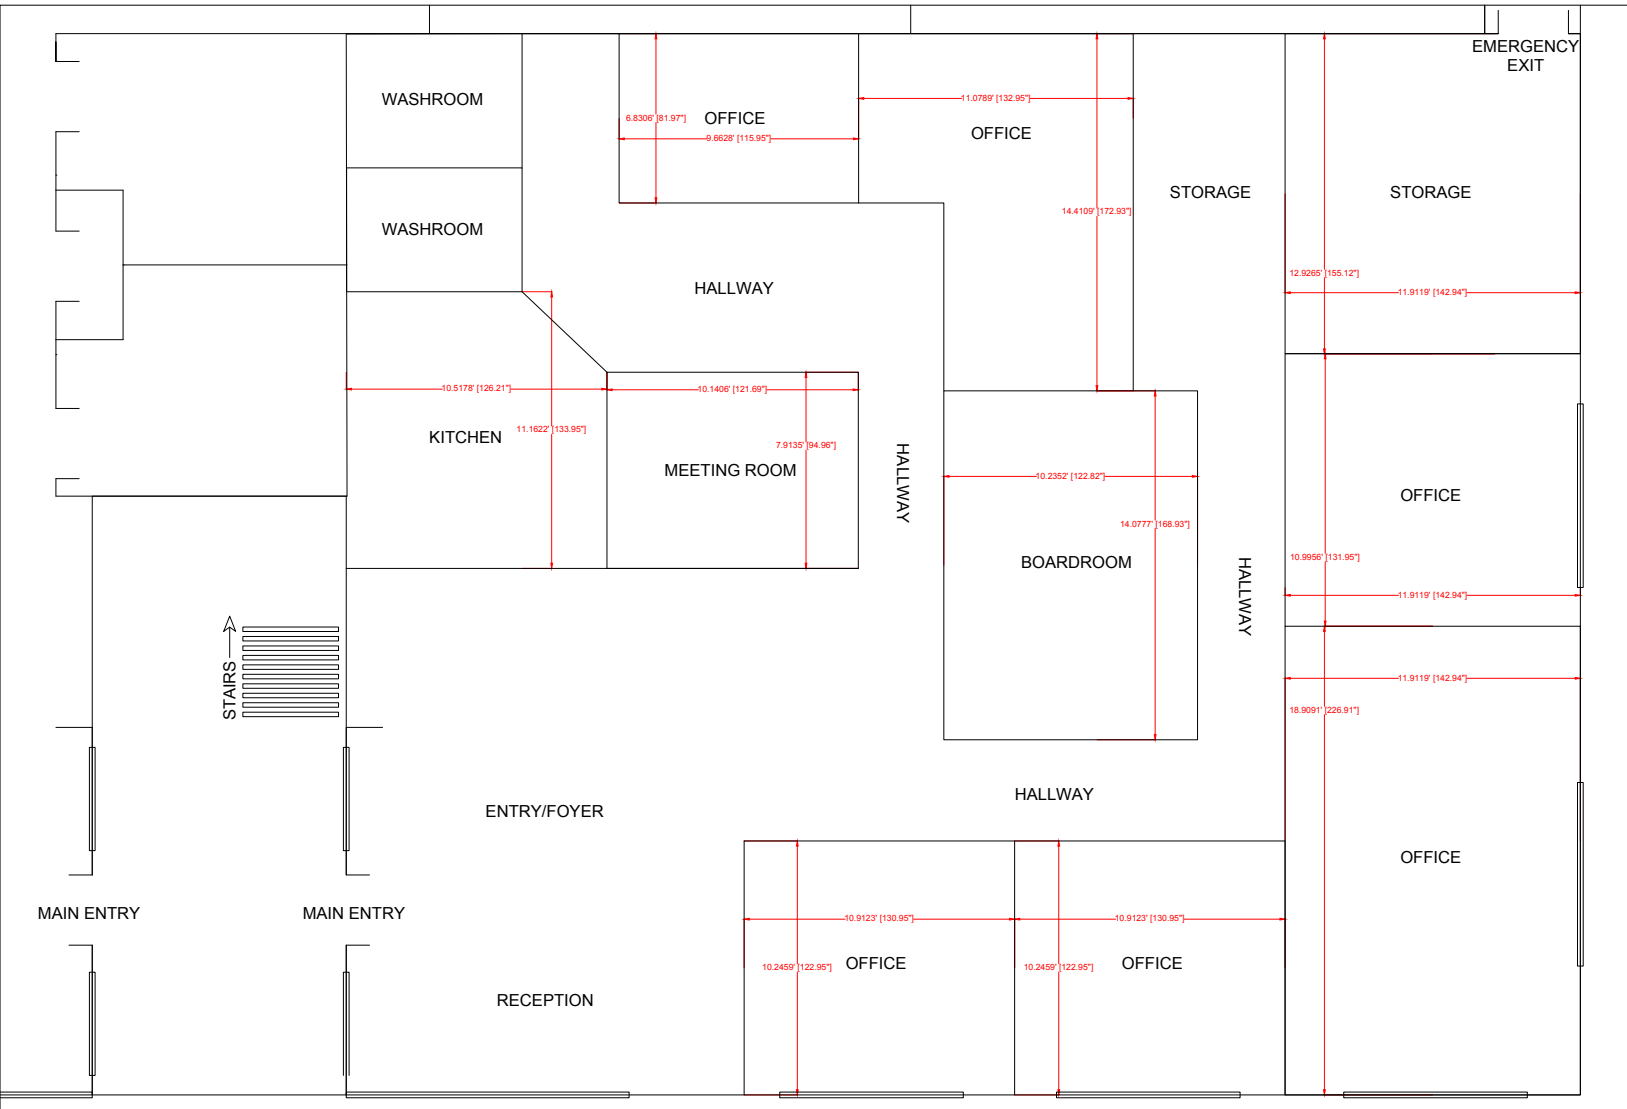 EMERGENCY
EXIT
WASHROOM
OFFICE
6.8306' [81.97"]
9.6628' [115.95"]
11.0789' [132.95"]
OFFICE
STORAGE
STORAGE
14.4109' [172.93"]
WASHROOM
HALLWAY
12.9265' [155.12"]
11.9119' [142.94"]
10.5178' [126.21"]
10.1406' [121.69"]
KITCHEN
11.1622' [133.95"]
7.9135' [94.96"]
MEETING ROOM
HALLWAY
10.2352' [122.82"]
14.0777' [168.93"]
BOARDROOM
HALLWAY
OFFICE
10.9956' [131.95"]
11.9119' [142.94"]
STAIRS
11.9119' [142.94"]
18.9091' [226.91"]
ENTRY/FOYER
HALLWAY
OFFICE
MAIN ENTRY
MAIN ENTRY
10.9123' [130.95"]
10.9123' [130.95"]
10.2459' [122.95"]
OFFICE
10.2459' [122.95"]
OFFICE
RECEPTION